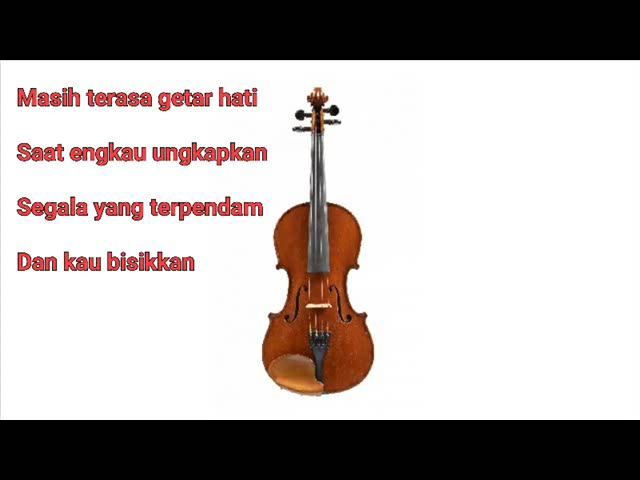 Masih terasa getar hati
Saat engkau ungkapkan
Segala yang terpendam
Dan kau bisikkan